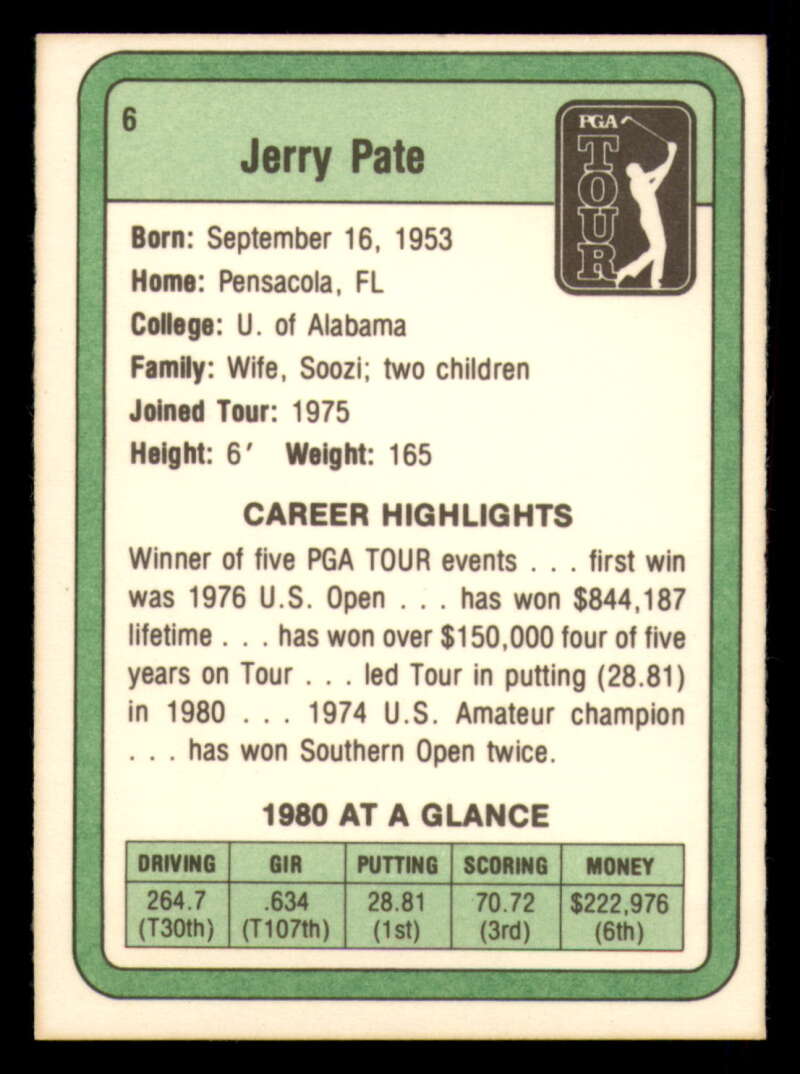 6
Jerry Pate
PGA
TOUR
Born: September 16, 1953
Home: Pensacola, FL
College: U. of Alabama
Family: Wife, Soozi; two children
Joined Tour: 1975
Height: 6′ Weight: 165
CAREER HIGHLIGHTS
Winner of five PGA TOUR events . . . first win
was 1976 U.S. Open . . . has won $844,187
lifetime . . . has won over $150,000 four of five
years on Tour . . . led Tour in putting (28.81)
in 1980 . . . 1974 U.S. Amateur champion
. . . has won Southern Open twice.
1980 AT A GLANCE
DRIVING GIR PUTTING SCORING MONEY
264.7 .634 28.81 70.72 $222,976
(T30th) (T107th) (1st) (3rd) (6th)